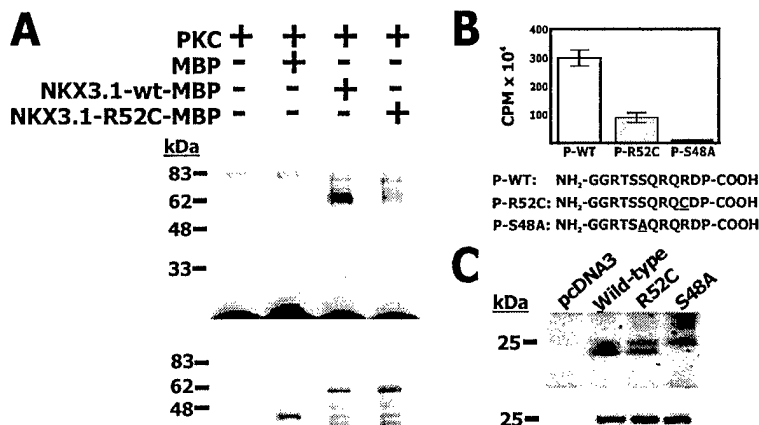 A
PKC + + + +
MBP - + - -
NKX3.1-wt-MBP - - + -
NKX3.1-R52C-MBP - - - +
kDa
83
62
48
33
83
62
48
B
CPM x 10⁴
400
300
200
100
P-WT P-R52C P-S48A
P-WT: NH₂-GGRTSSQRQRDP-COOH
P-R52C: NH₂-GGRTSSQRQCDP-COOH
P-S48A: NH₂-GGRTSAQRQRDP-COOH
C
pcDNA3 Wild-type R52C S48A
kDa
25
25